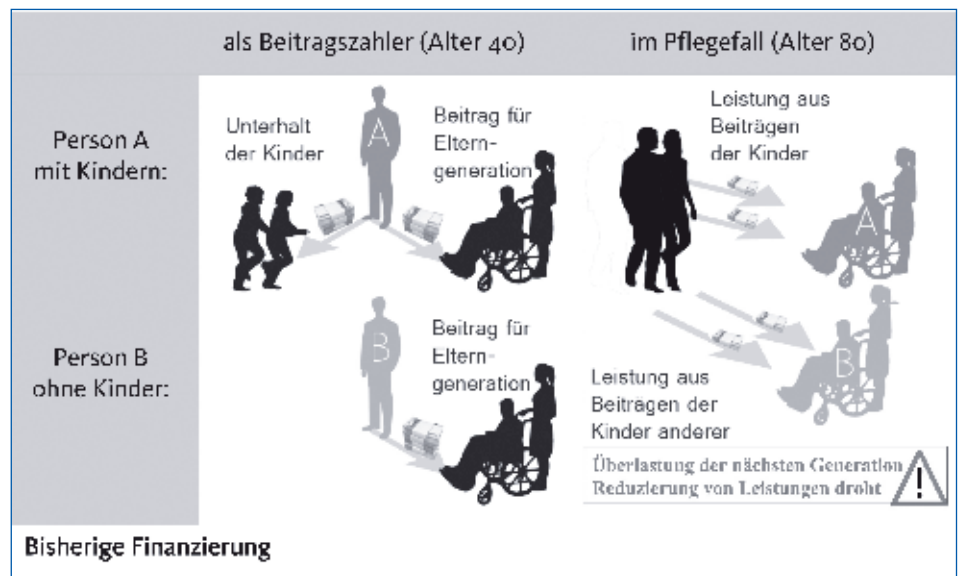 als Beitragszahler (Alter 40)
im Pflegefall (Alter 80)
Person A
mit Kindern:
Unterhalt
der Kinder
A
Beitrag für
Eltern-
generation
Leistung aus
Beiträgen
der Kinder
A
Person B
ohne Kinder:
B
Beitrag für
Eltern-
generation
Leistung aus
Beiträgen der
Kinder anderer
B
Überlastung der nächsten Generation
Reduzierung von Leistungen droht
!
Bisherige Finanzierung